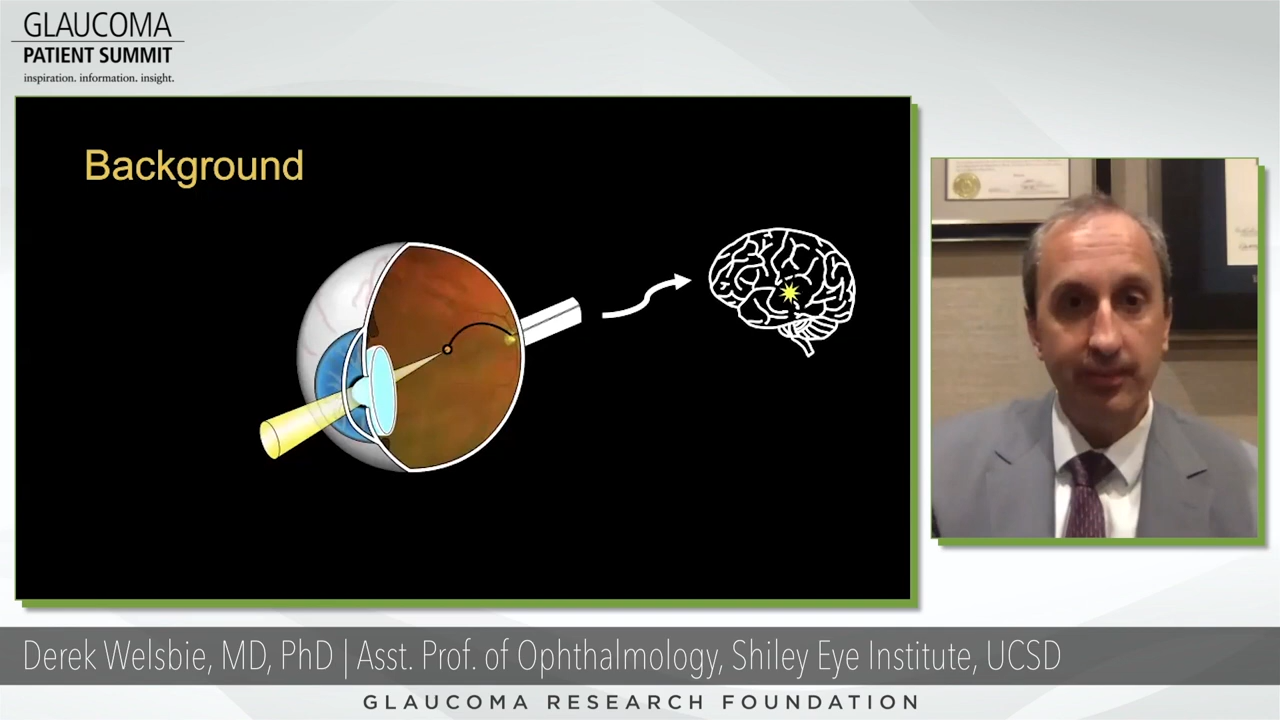 GLAUCOMA
PATIENT SUMMIT
inspiration. information. insight.
Background
Derek Welsbie, MD, PhD | Asst. Prof. of Ophthalmology, Shiley Eye Institute, UCSD
GLAUCOMA RESEARCH FOUNDATION